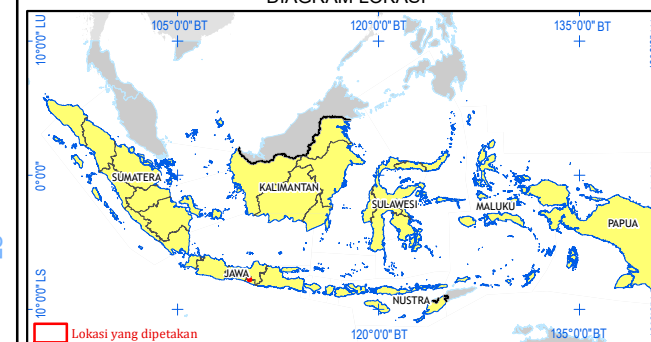 DIAGRAM LOKASI
105°0'0" BT 120°0'0" BT 135°0'0" BT
10°0'0" LU
0°0'0"
SUMATERA
KALIMANTAN
SULAWESI
MALUKU
PAPUA
JAWA
NUSTRA
10°0'0" LS
Lokasi yang dipetakan
120°0'0" BT 135°0'0" BT